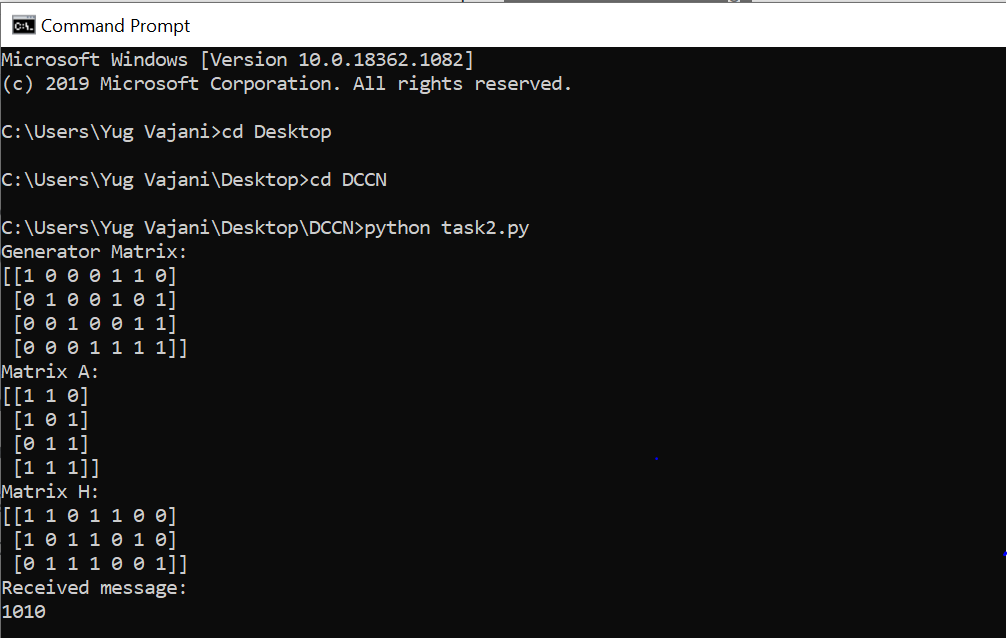 Command Prompt
Microsoft Windows [Version 10.0.18362.1082]
(c) 2019 Microsoft Corporation. All rights reserved.
C:\Users\Yug Vajani>cd Desktop
C:\Users\Yug Vajani\Desktop>cd DCCN
C:\Users\Yug Vajani\Desktop\DCCN>python task2.py
Generator Matrix:
[[1 0 0 0 1 1 0]
 [0 1 0 0 1 0 1]
 [0 0 1 0 0 1 1]
 [0 0 0 1 1 1 1]]
Matrix A:
[[1 1 0]
 [1 0 1]
 [0 1 1]
 [1 1 1]]
Matrix H:
[[1 1 0 1 1 0 0]
 [1 0 1 1 0 1 0]
 [0 1 1 1 0 0 1]]
Received message:
1010